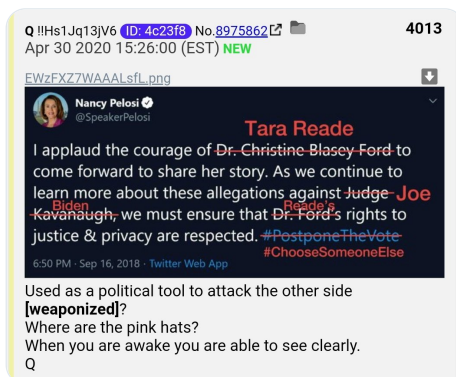 Q !!Hs1Jq13jV6 ID: 4c23f8 No.8975862 4013
Apr 30 2020 15:26:00 (EST) NEW
EWzFXZ7WAAALsfL.png
Nancy Pelosi
@SpeakerPelosi
Tara Reade
I applaud the courage of Dr. Christine Blasey Ford to
come forward to share her story. As we continue to
learn more about these allegations against Judge Joe
Biden Reade's
Kavanaugh, we must ensure that Dr. Ford's rights to
justice & privacy are respected. #PostponeTheVote
#ChooseSomeoneElse
6:50 PM · Sep 16, 2018 · Twitter Web App
Used as a political tool to attack the other side
[weaponized]?
Where are the pink hats?
When you are awake you are able to see clearly.
Q